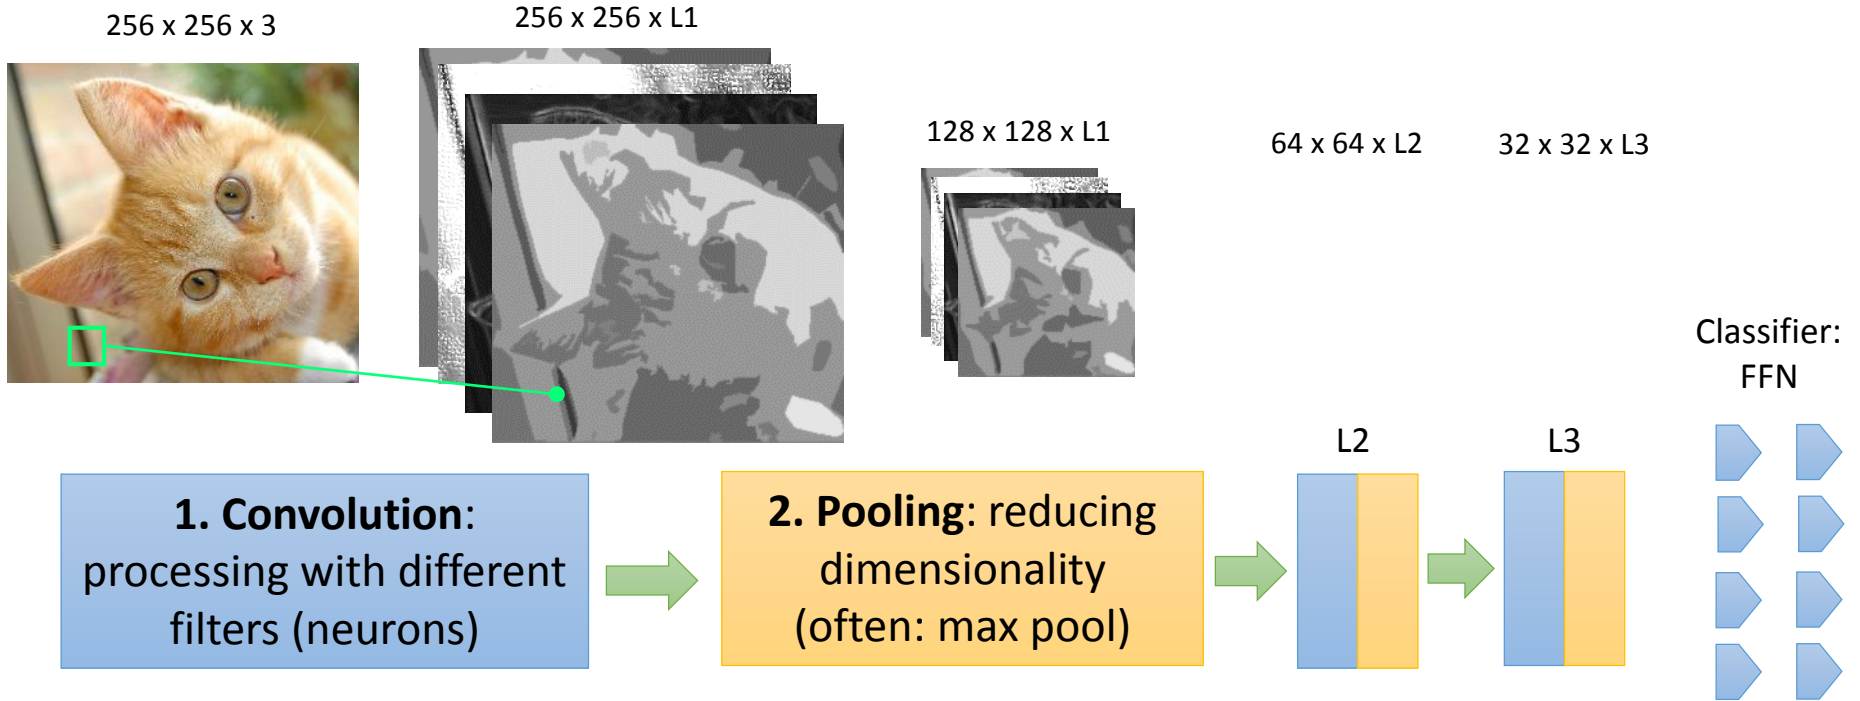 256 x 256 x 3
256 x 256 x L1
128 x 128 x L1
64 x 64 x L2
32 x 32 x L3
Classifier:
FFN
L2
L3
1. Convolution:
processing with different
filters (neurons)
2. Pooling: reducing
dimensionality
(often: max pool)